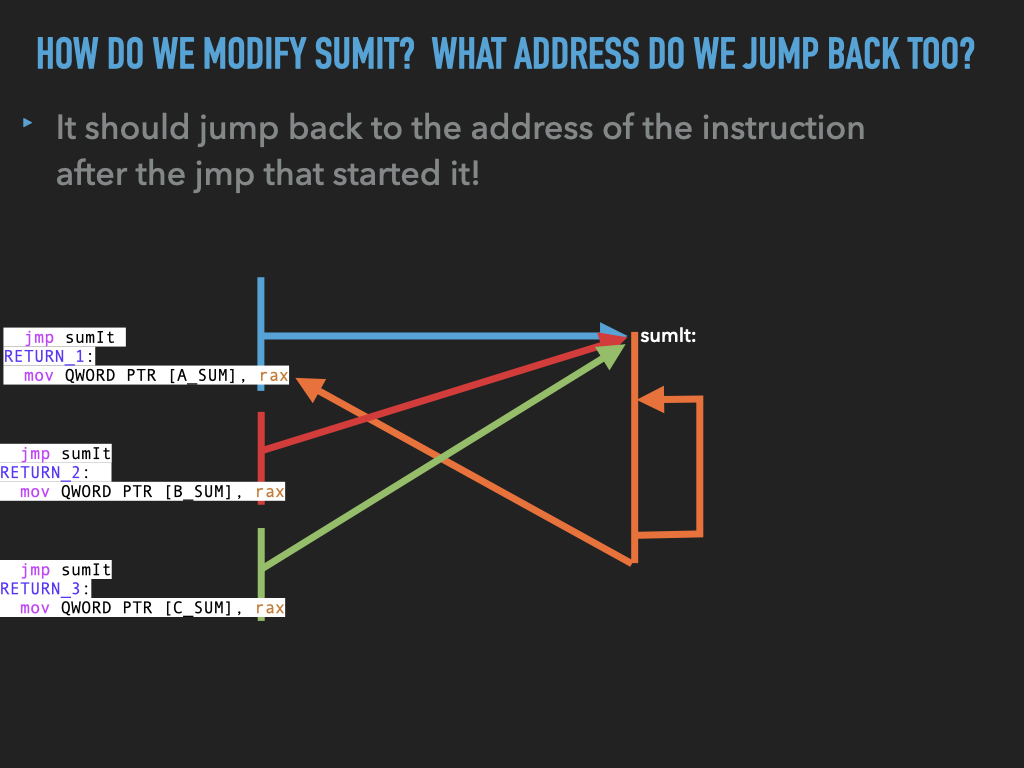 HOW DO WE MODIFY SUMIT? WHAT ADDRESS DO WE JUMP BACK TOO?
It should jump back to the address of the instruction
after the jmp that started it!
jmp sumIt
RETURN_1:
mov QWORD PTR [A_SUM], rax
sumIt:
jmp sumIt
RETURN_2:
mov QWORD PTR [B_SUM], rax
jmp sumIt
RETURN_3:
mov QWORD PTR [C_SUM], rax